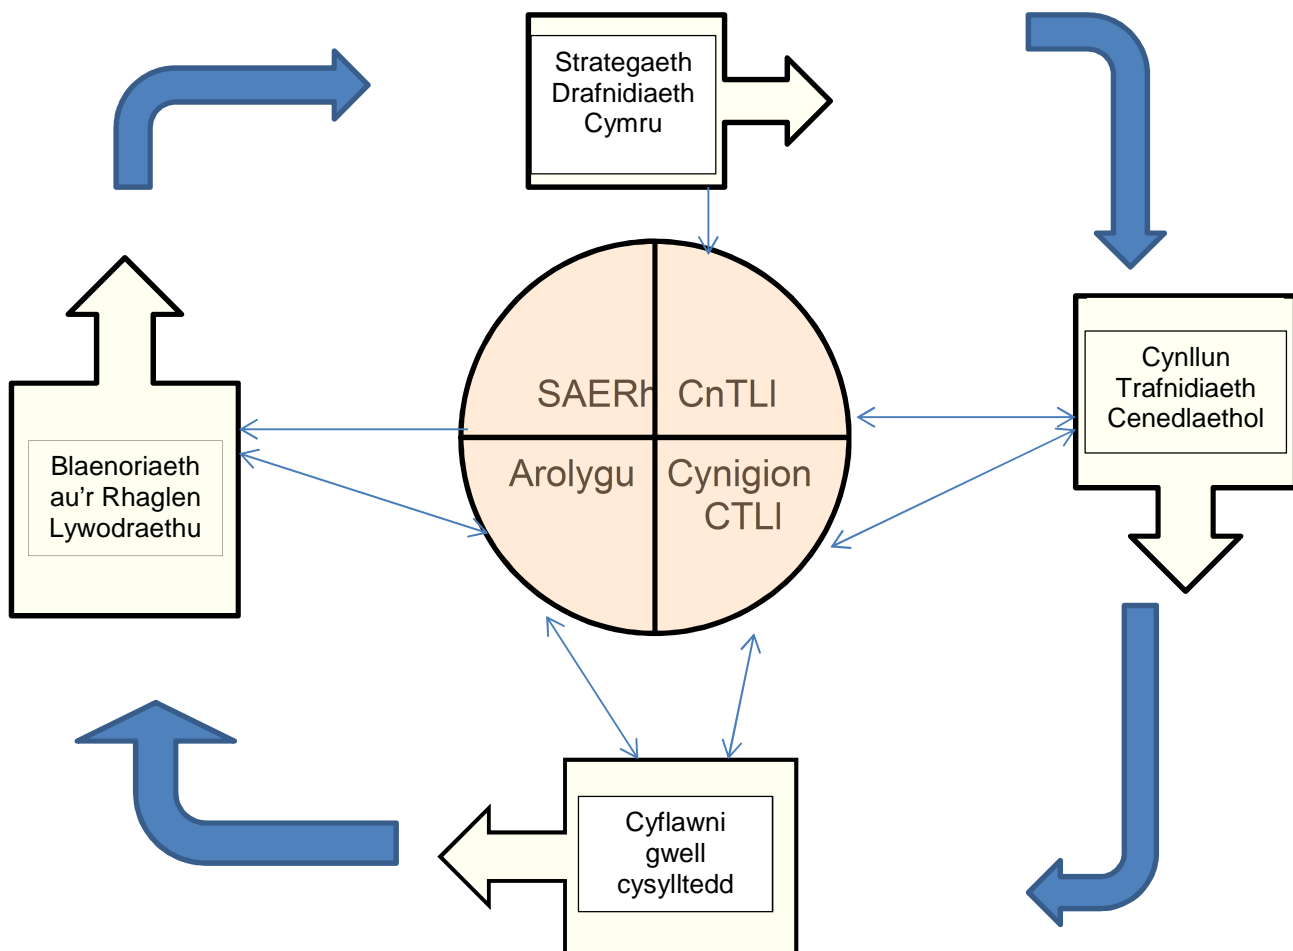 Strategaeth
Drafnidiaeth
Cymru
SAERh CnTLl
Cynllun
Trafnidiaeth
Cenedlaethol
Blaenoriaeth
au'r Rhaglen
Lywodraethu
Arolygu Cynigion
CTLl
Cyflawni
gwell
cysylltedd